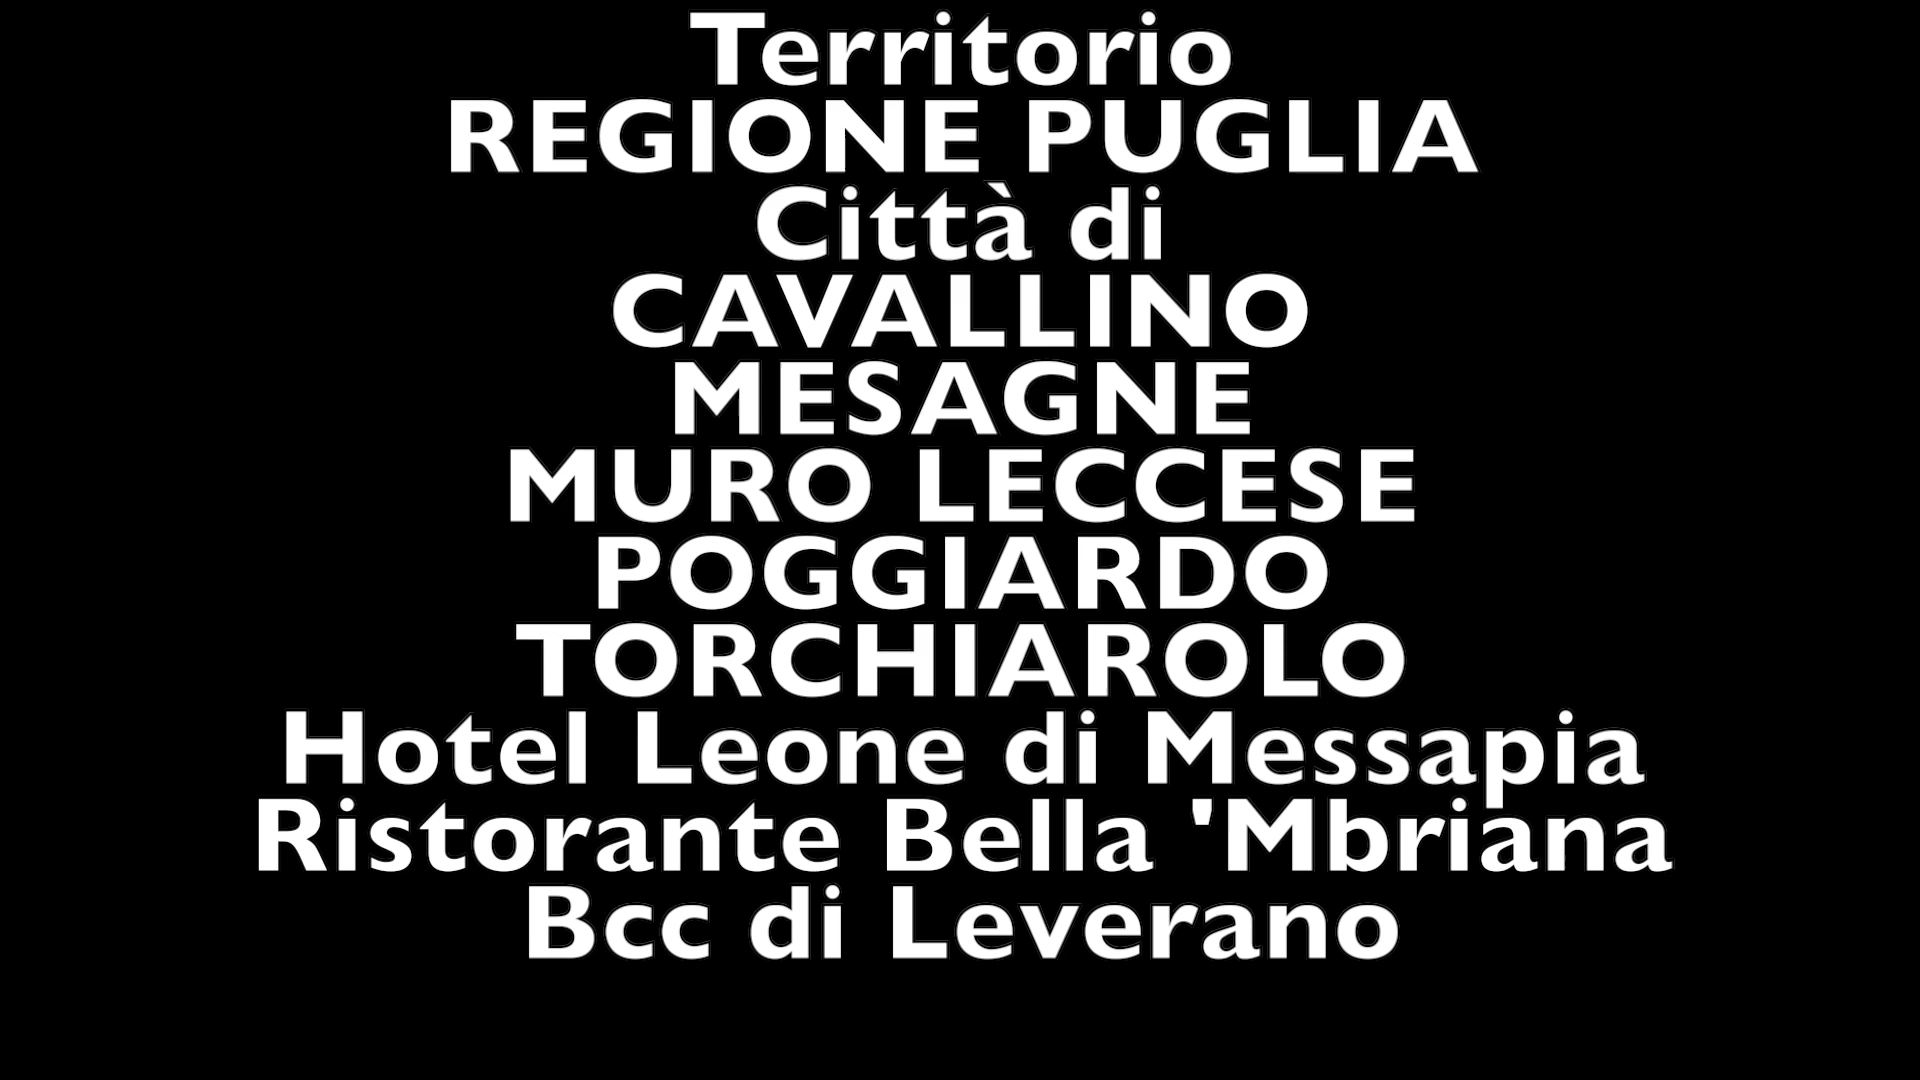 Territorio
REGIONE PUGLIA
Città di
CAVALLINO
MESAGNE
MURO LECCESE
POGGIARDO
TORCHIAROLO
Hotel Leone di Messapia
Ristorante Bella 'Mbriana
Bcc di Leverano